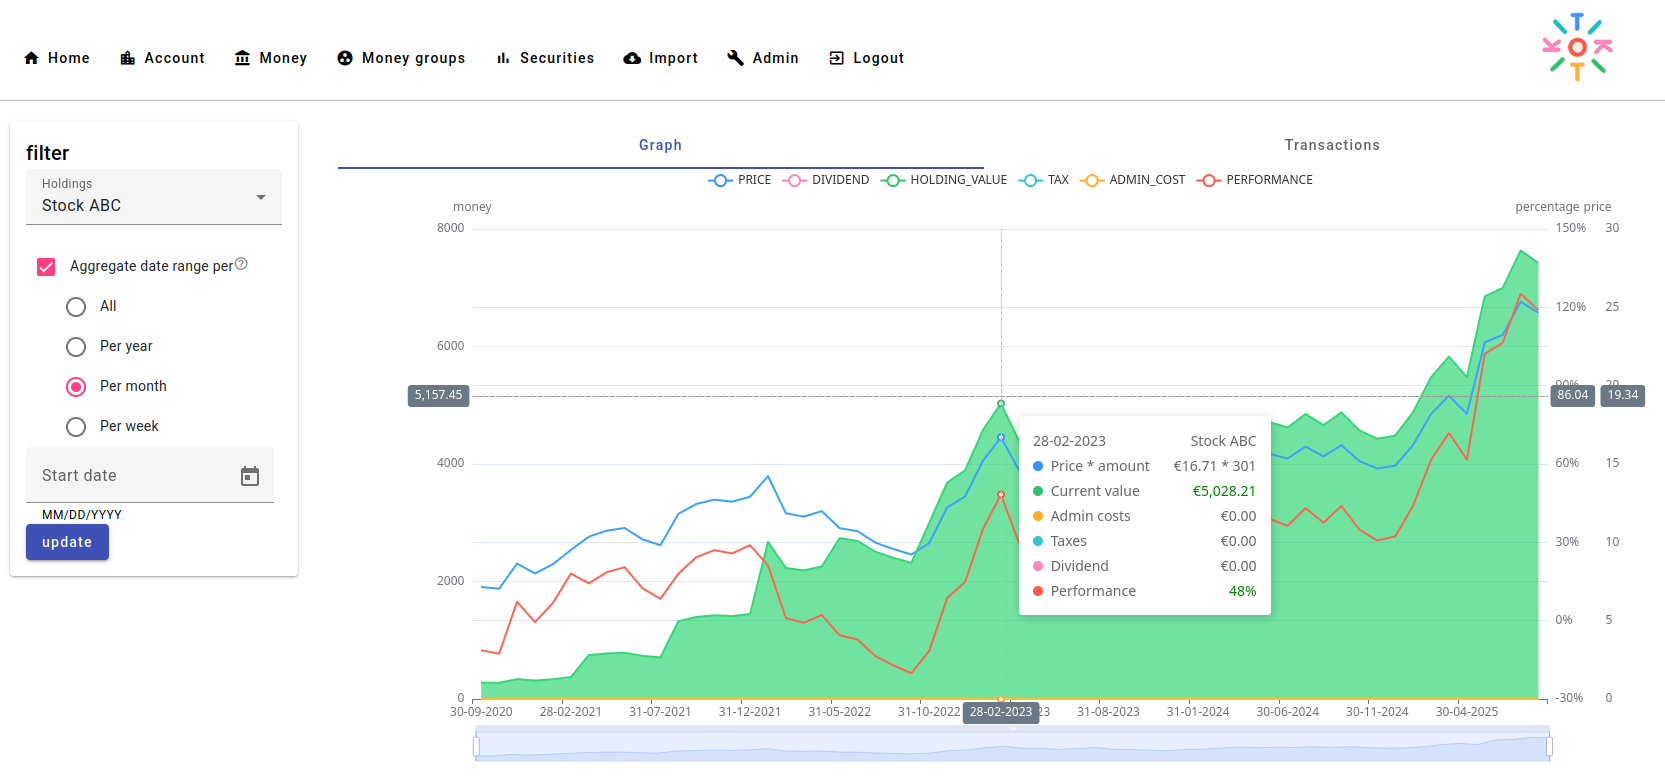 T
K O K
T
Home Account Money Money groups Securities Import Admin Logout
filter
Holdings
Stock ABC
Aggregate date range per ?
All
Per year
Per month
Per week
Start date
MM/DD/YYYY
update
Graph Transactions
PRICE DIVIDEND HOLDING_VALUE TAX ADMIN_COST PERFORMANCE
money percentage price
8000 150% 30
120% 25
6000
90% 20
5,157.45 86.04 19.34
4000 60% 15
30% 10
2000
0% 5
0 -30% 0
28-02-2023 Stock ABC
Price * amount €16.71 * 301
Current value €5,028.21
Admin costs €0.00
Taxes €0.00
Dividend €0.00
Performance 48%
30-09-2020 28-02-2021 31-07-2021 31-12-2021 31-05-2022 31-10-2022 28-02-2023 23 31-08-2023 31-01-2024 30-06-2024 30-11-2024 30-04-2025